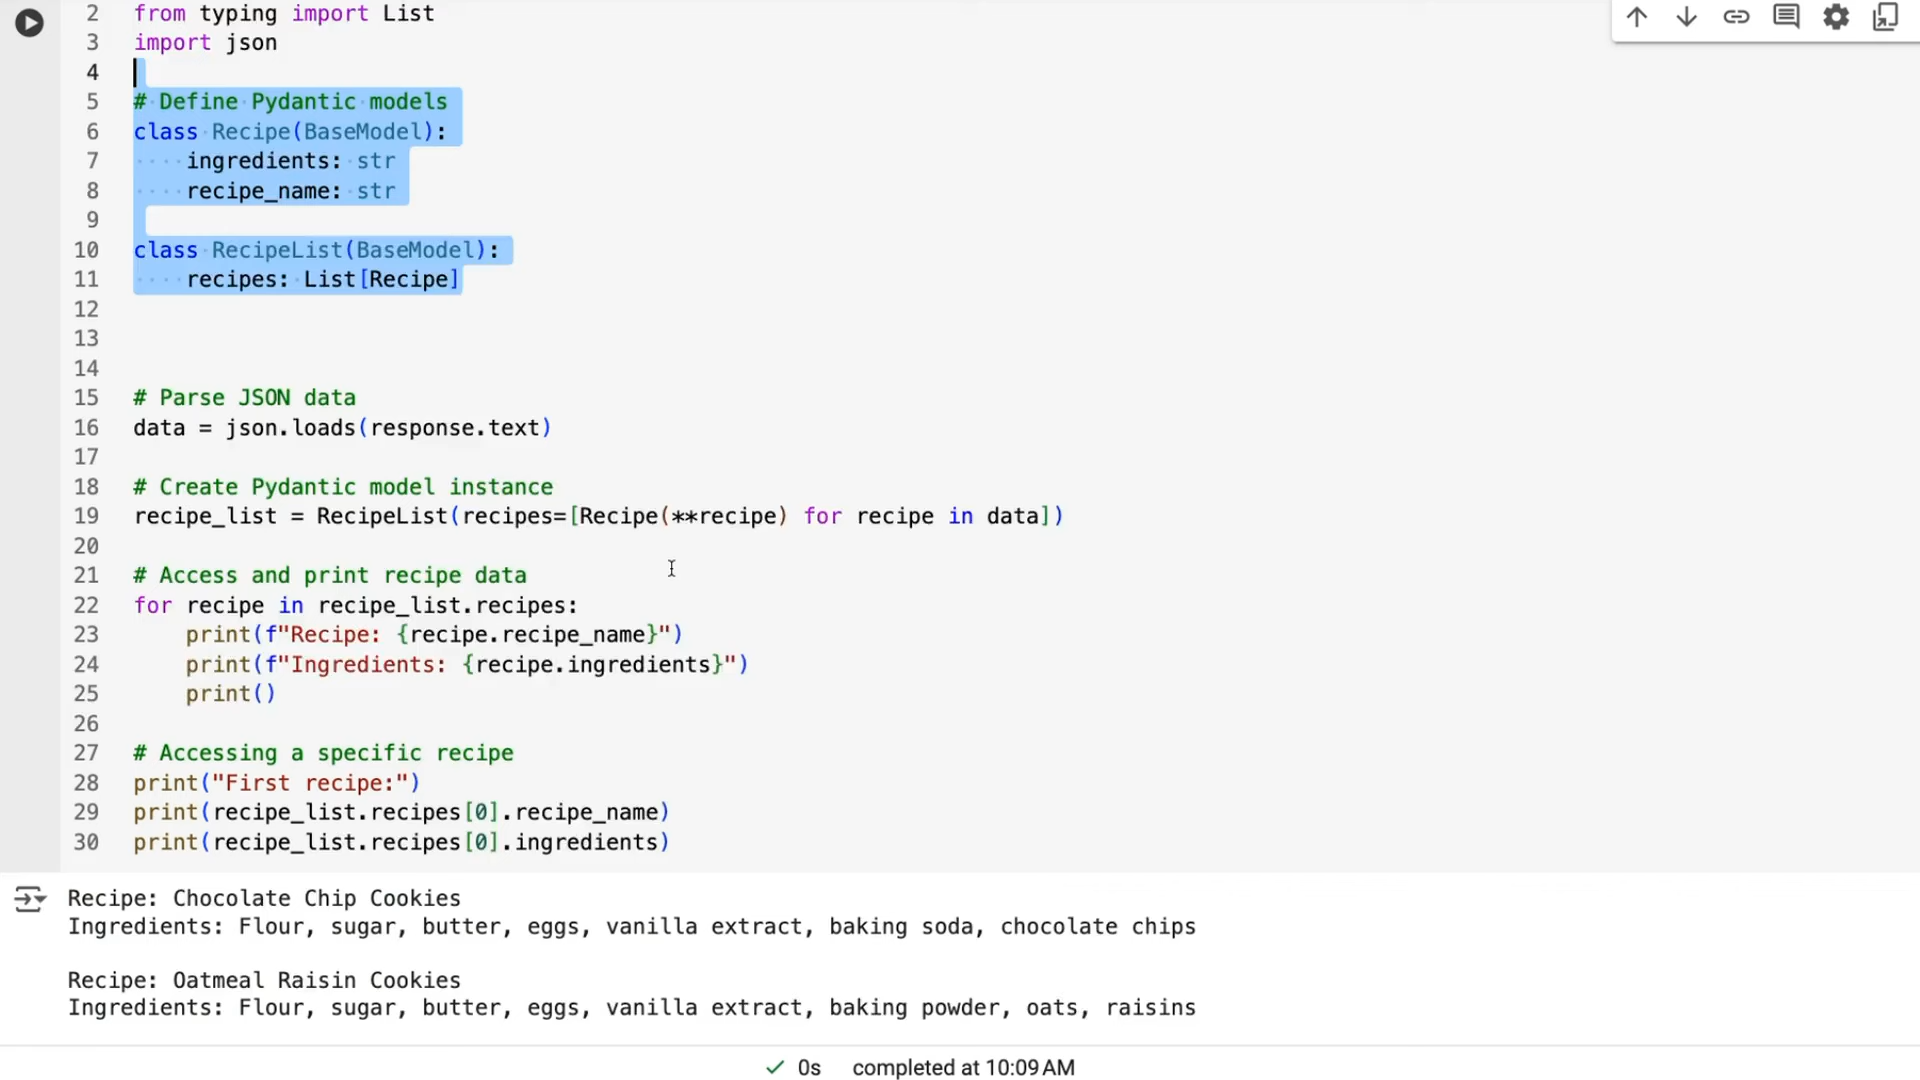 2 from typing import List
3 import json
4
5 # Define Pydantic models
6 class Recipe(BaseModel):
7     ingredients: str
8     recipe_name: str
9
10 class RecipeList(BaseModel):
11     recipes: List[Recipe]
12
13
14
15 # Parse JSON data
16 data = json.loads(response.text)
17
18 # Create Pydantic model instance
19 recipe_list = RecipeList(recipes=[Recipe(**recipe) for recipe in data])
20
21 # Access and print recipe data
22 for recipe in recipe_list.recipes:
23     print(f"Recipe: {recipe.recipe_name}")
24     print(f"Ingredients: {recipe.ingredients}")
25     print()
26
27 # Accessing a specific recipe
28 print("First recipe:")
29 print(recipe_list.recipes[0].recipe_name)
30 print(recipe_list.recipes[0].ingredients)
Recipe: Chocolate Chip Cookies
Ingredients: Flour, sugar, butter, eggs, vanilla extract, baking soda, chocolate chips
Recipe: Oatmeal Raisin Cookies
Ingredients: Flour, sugar, butter, eggs, vanilla extract, baking powder, oats, raisins
0s completed at 10:09 AM